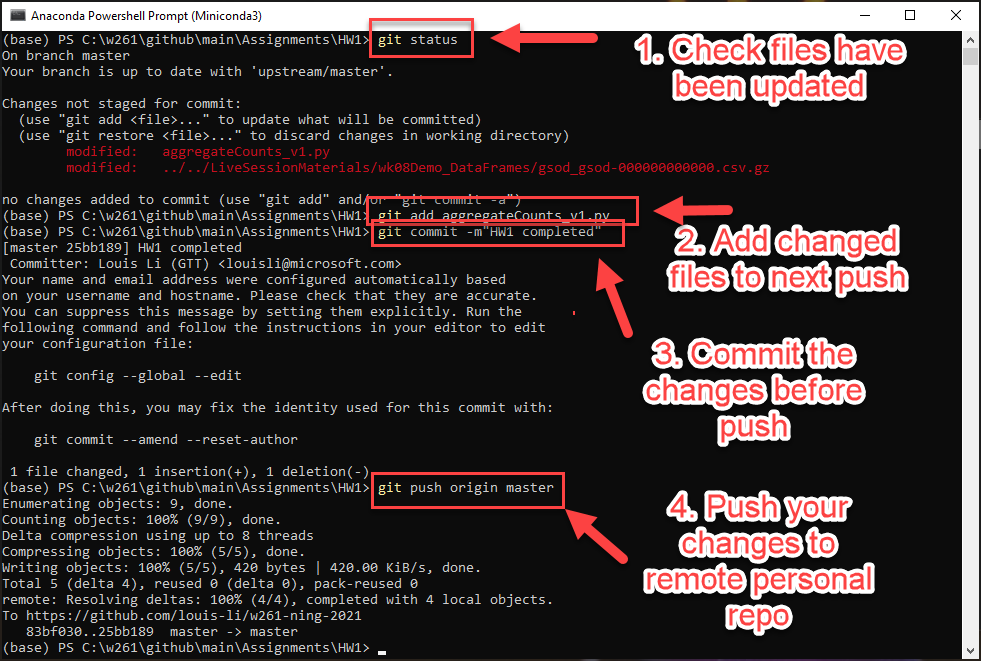 Anaconda Powershell Prompt (Miniconda3)
(base) PS C:\w261\github\main\Assignments\HW1> git status
On branch master
Your branch is up to date with 'upstream/master'.
Changes not staged for commit:
(use "git add <file>..." to update what will be committed)
(use "git restore <file>..." to discard changes in working directory)
modified: aggregateCounts_v1.py
modified: ../../LiveSessionMaterials/wk08Demo_DataFrames/gsod_gsod-000000000000.csv.gz
no changes added to commit (use "git add" and/or "git commit -a")
(base) PS C:\w261\github\main\Assignments\HW1> git add aggregateCounts_v1.py
(base) PS C:\w261\github\main\Assignments\HW1> git commit -m"HW1 completed"
[master 25bb189] HW1 completed
Committer: Louis Li (GTT) <louisli@microsoft.com>
Your name and email address were configured automatically based
on your username and hostname. Please check that they are accurate.
You can suppress this message by setting them explicitly. Run the
following command and follow the instructions in your editor to edit
your configuration file:
git config --global --edit
After doing this, you may fix the identity used for this commit with:
git commit --amend --reset-author
1 file changed, 1 insertion(+), 1 deletion(-)
(base) PS C:\w261\github\main\Assignments\HW1> git push origin master
Enumerating objects: 9, done.
Counting objects: 100% (9/9), done.
Delta compression using up to 8 threads
Compressing objects: 100% (5/5), done.
Writing objects: 100% (5/5), 420 bytes | 420.00 KiB/s, done.
Total 5 (delta 4), reused 0 (delta 0), pack-reused 0
remote: Resolving deltas: 100% (4/4), completed with 4 local objects.
To https://github.com/louis-li/w261-ning-2021
83bf030..25bb189 master -> master
(base) PS C:\w261\github\main\Assignments\HW1>
1. Check files have
been updated
2. Add changed
files to next push
3. Commit the
changes before
push
4. Push your
changes to
remote personal
repo